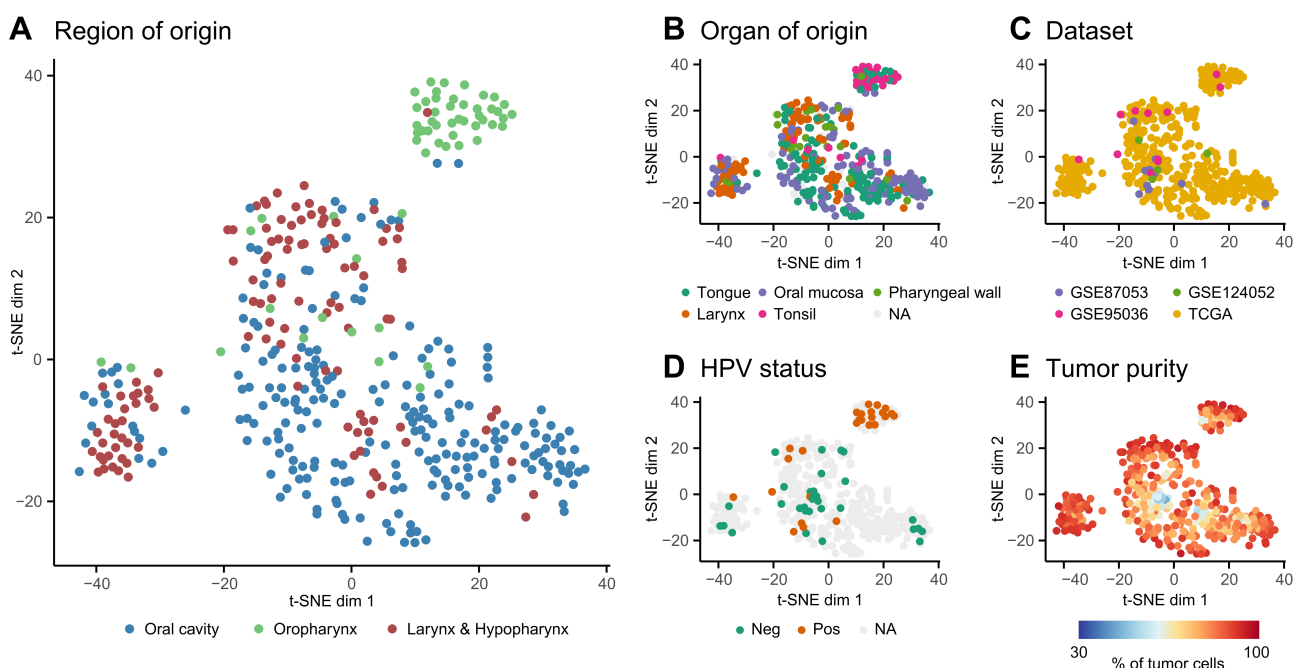 A Region of origin
40
20
0
−20
t-SNE dim 2
−40 −20 0 20 40
t-SNE dim 1
Oral cavity Oropharynx Larynx & Hypopharynx
B Organ of origin
40
20
0
−20
t-SNE dim 2
−40 −20 0 20 40
t-SNE dim 1
Tongue Oral mucosa Pharyngeal wall
Larynx Tonsil NA
C Dataset
40
20
0
−20
t-SNE dim 2
−40 −20 0 20 40
t-SNE dim 1
GSE87053 GSE124052
GSE95036 TCGA
D HPV status
40
20
0
−20
t-SNE dim 2
−40 −20 0 20 40
t-SNE dim 1
Neg Pos NA
E Tumor purity
40
20
0
−20
t-SNE dim 2
−40 −20 0 20 40
t-SNE dim 1
30 100
% of tumor cells